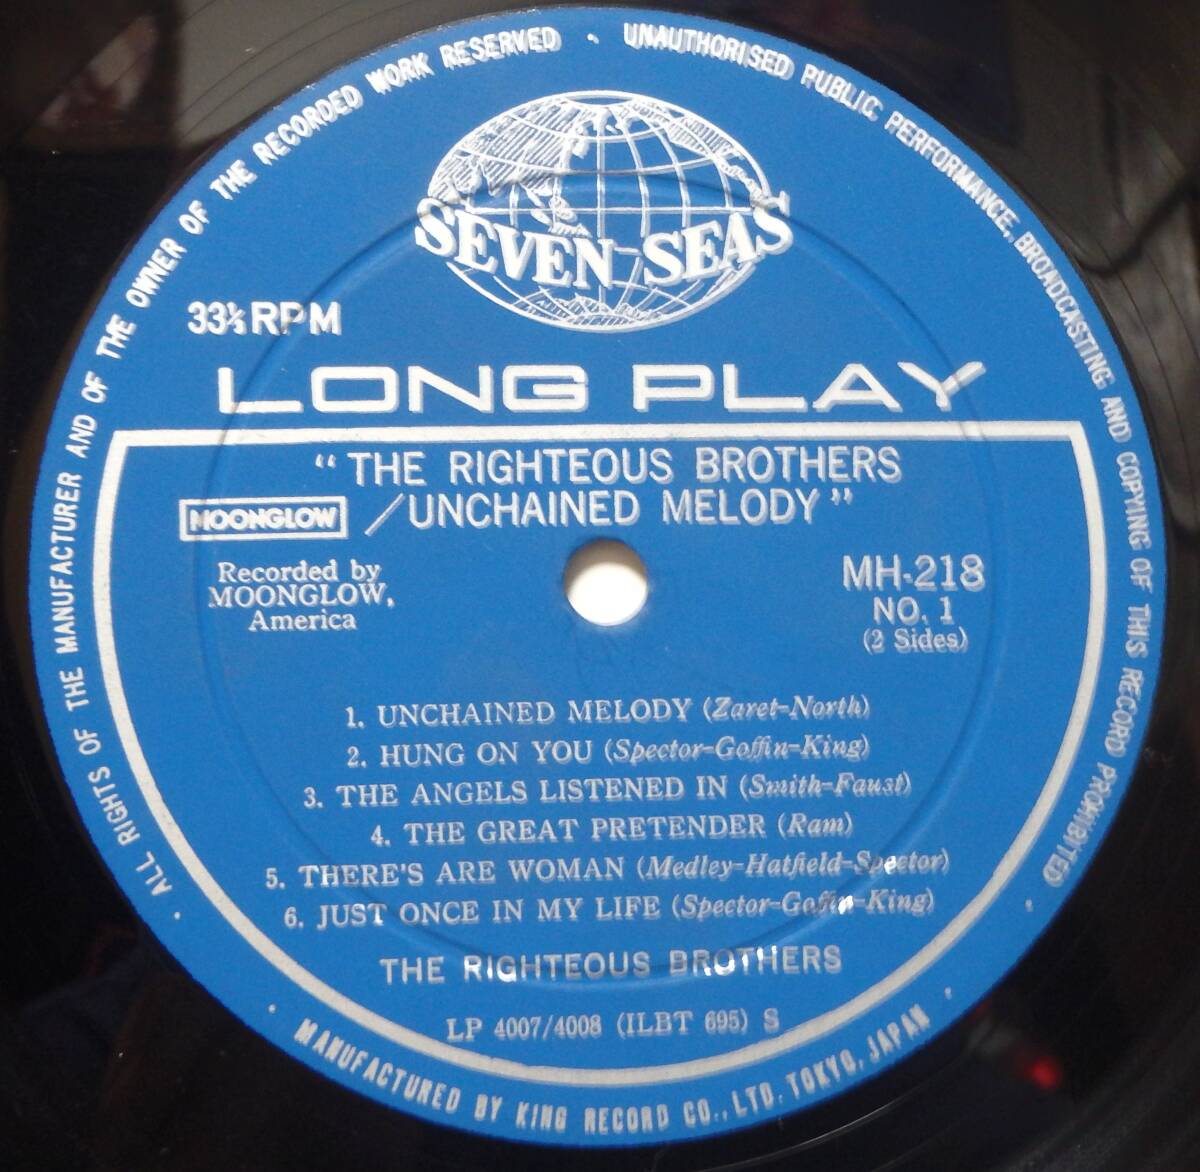 ALL RIGHTS OF THE MANUFACTURER AND OF THE OWNER OF THE RECORDED WORK RESERVED · UNAUTHORISED PUBLIC PERFORMANCE, BROADCASTING AND COPYING OF THIS RECORD PROHIBITED
SEVEN SEAS
33⅓ RPM
LONG PLAY
"THE RIGHTEOUS BROTHERS
/UNCHAINED MELODY"
MOONGLOW
Recorded by
MOONGLOW,
America
MH-218
NO. 1
(2 Sides)
1. UNCHAINED MELODY (Zaret-North)
2. HUNG ON YOU (Spector-Goffin-King)
3. THE ANGELS LISTENED IN (Smith-Faust)
4. THE GREAT PRETENDER (Ram)
5. THERE'S ARE WOMAN (Medley-Hatfield-Spector)
6. JUST ONCE IN MY LIFE (Spector-Goffin-King)
THE RIGHTEOUS BROTHERS
LP 4007/4008 (ILBT 695) S
· MANUFACTURED BY KING RECORD CO., LTD. TOKYO, JAPAN ·